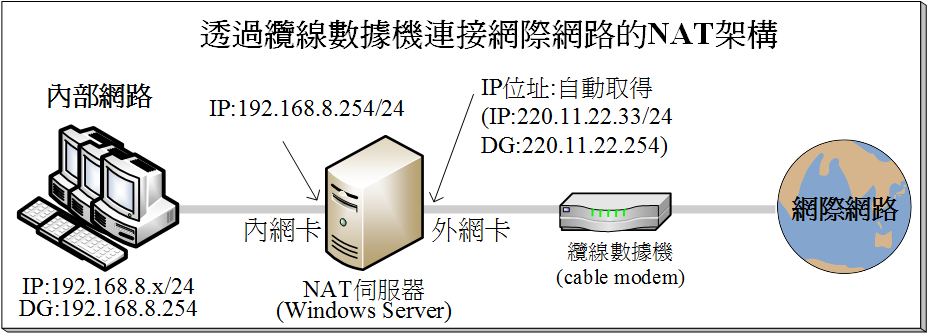 透過纜線數據機連接網際網路的NAT架構
內部網路
IP:192.168.8.254/24
IP位址:自動取得
(IP:220.11.22.33/24
DG:220.11.22.254)
內網卡
外網卡
網際網路
IP:192.168.8.x/24
DG:192.168.8.254
NAT伺服器
(Windows Server)
纜線數據機
(cable modem)